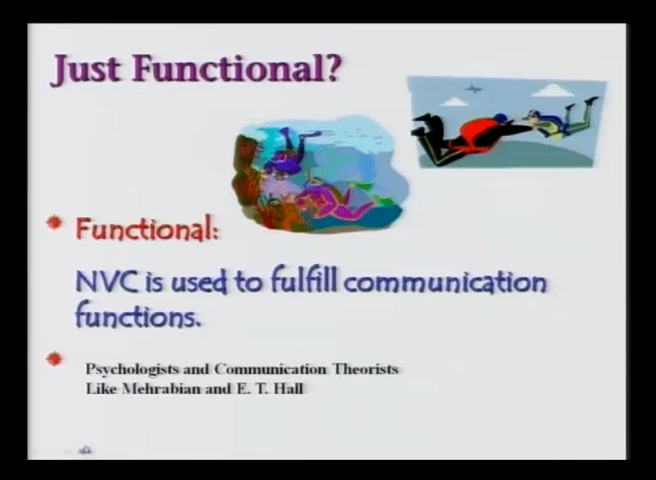 Just Functional?
Functional:
NVC is used to fulfill communication
functions.
Psychologists and Communication Theorists
Like Mehrabian and E. T. Hall